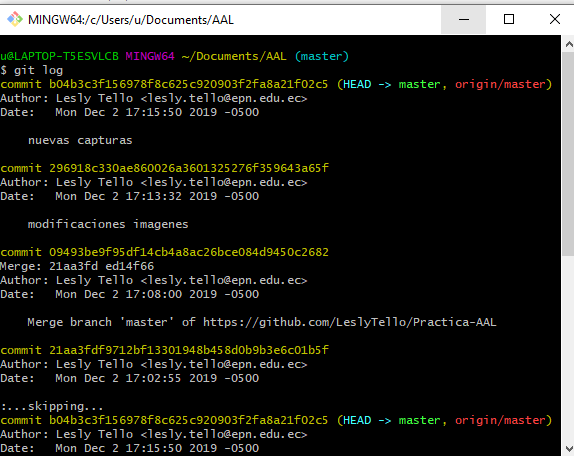 MINGW64:/c/Users/u/Documents/AAL
u@LAPTOP-T5ESVLCB MINGW64 ~/Documents/AAL (master)
$ git log
commit b04b3c3f156978f8c625c920903f2fa8a21f02c5 (HEAD -> master, origin/master)
Author: Lesly Tello <lesly.tello@epn.edu.ec>
Date:   Mon Dec 2 17:15:50 2019 -0500
nuevas capturas
commit 296918c330ae860026a3601325276f359643a65f
Author: Lesly Tello <lesly.tello@epn.edu.ec>
Date:   Mon Dec 2 17:13:32 2019 -0500
modificaciones imagenes
commit 09493be9f95df14cb4a8ac26bce084d9450c2682
Merge: 21aa3fd ed14f66
Author: Lesly Tello <lesly.tello@epn.edu.ec>
Date:   Mon Dec 2 17:08:00 2019 -0500
Merge branch 'master' of https://github.com/LeslyTello/Practica-AAL
commit 21aa3fdf9712bf13301948b458d0b9b3e6c01b5f
Author: Lesly Tello <lesly.tello@epn.edu.ec>
Date:   Mon Dec 2 17:02:55 2019 -0500
:...skipping...
commit b04b3c3f156978f8c625c920903f2fa8a21f02c5 (HEAD -> master, origin/master)
Author: Lesly Tello <lesly.tello@epn.edu.ec>
Date:   Mon Dec 2 17:15:50 2019 -0500